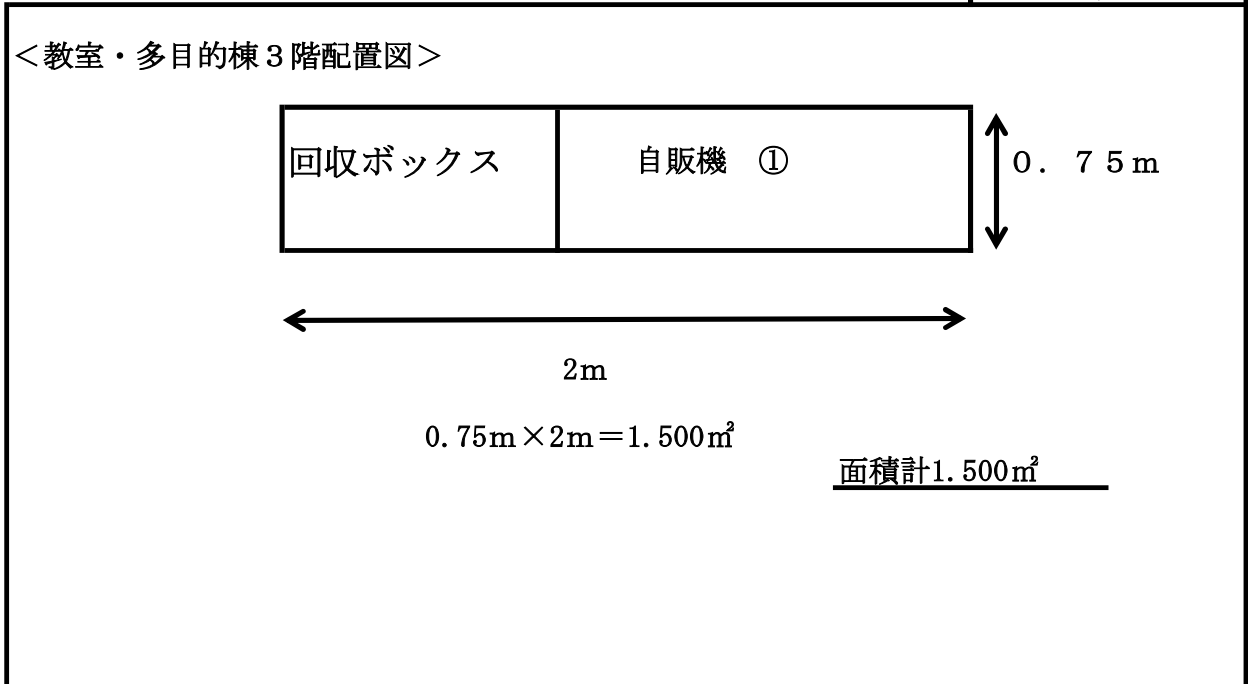 ＜教室・多目的棟３階配置図＞
回収ボックス
自販機　①
０．７５ｍ
2m
0.75m×2m＝1.500㎡
面積計1.500㎡